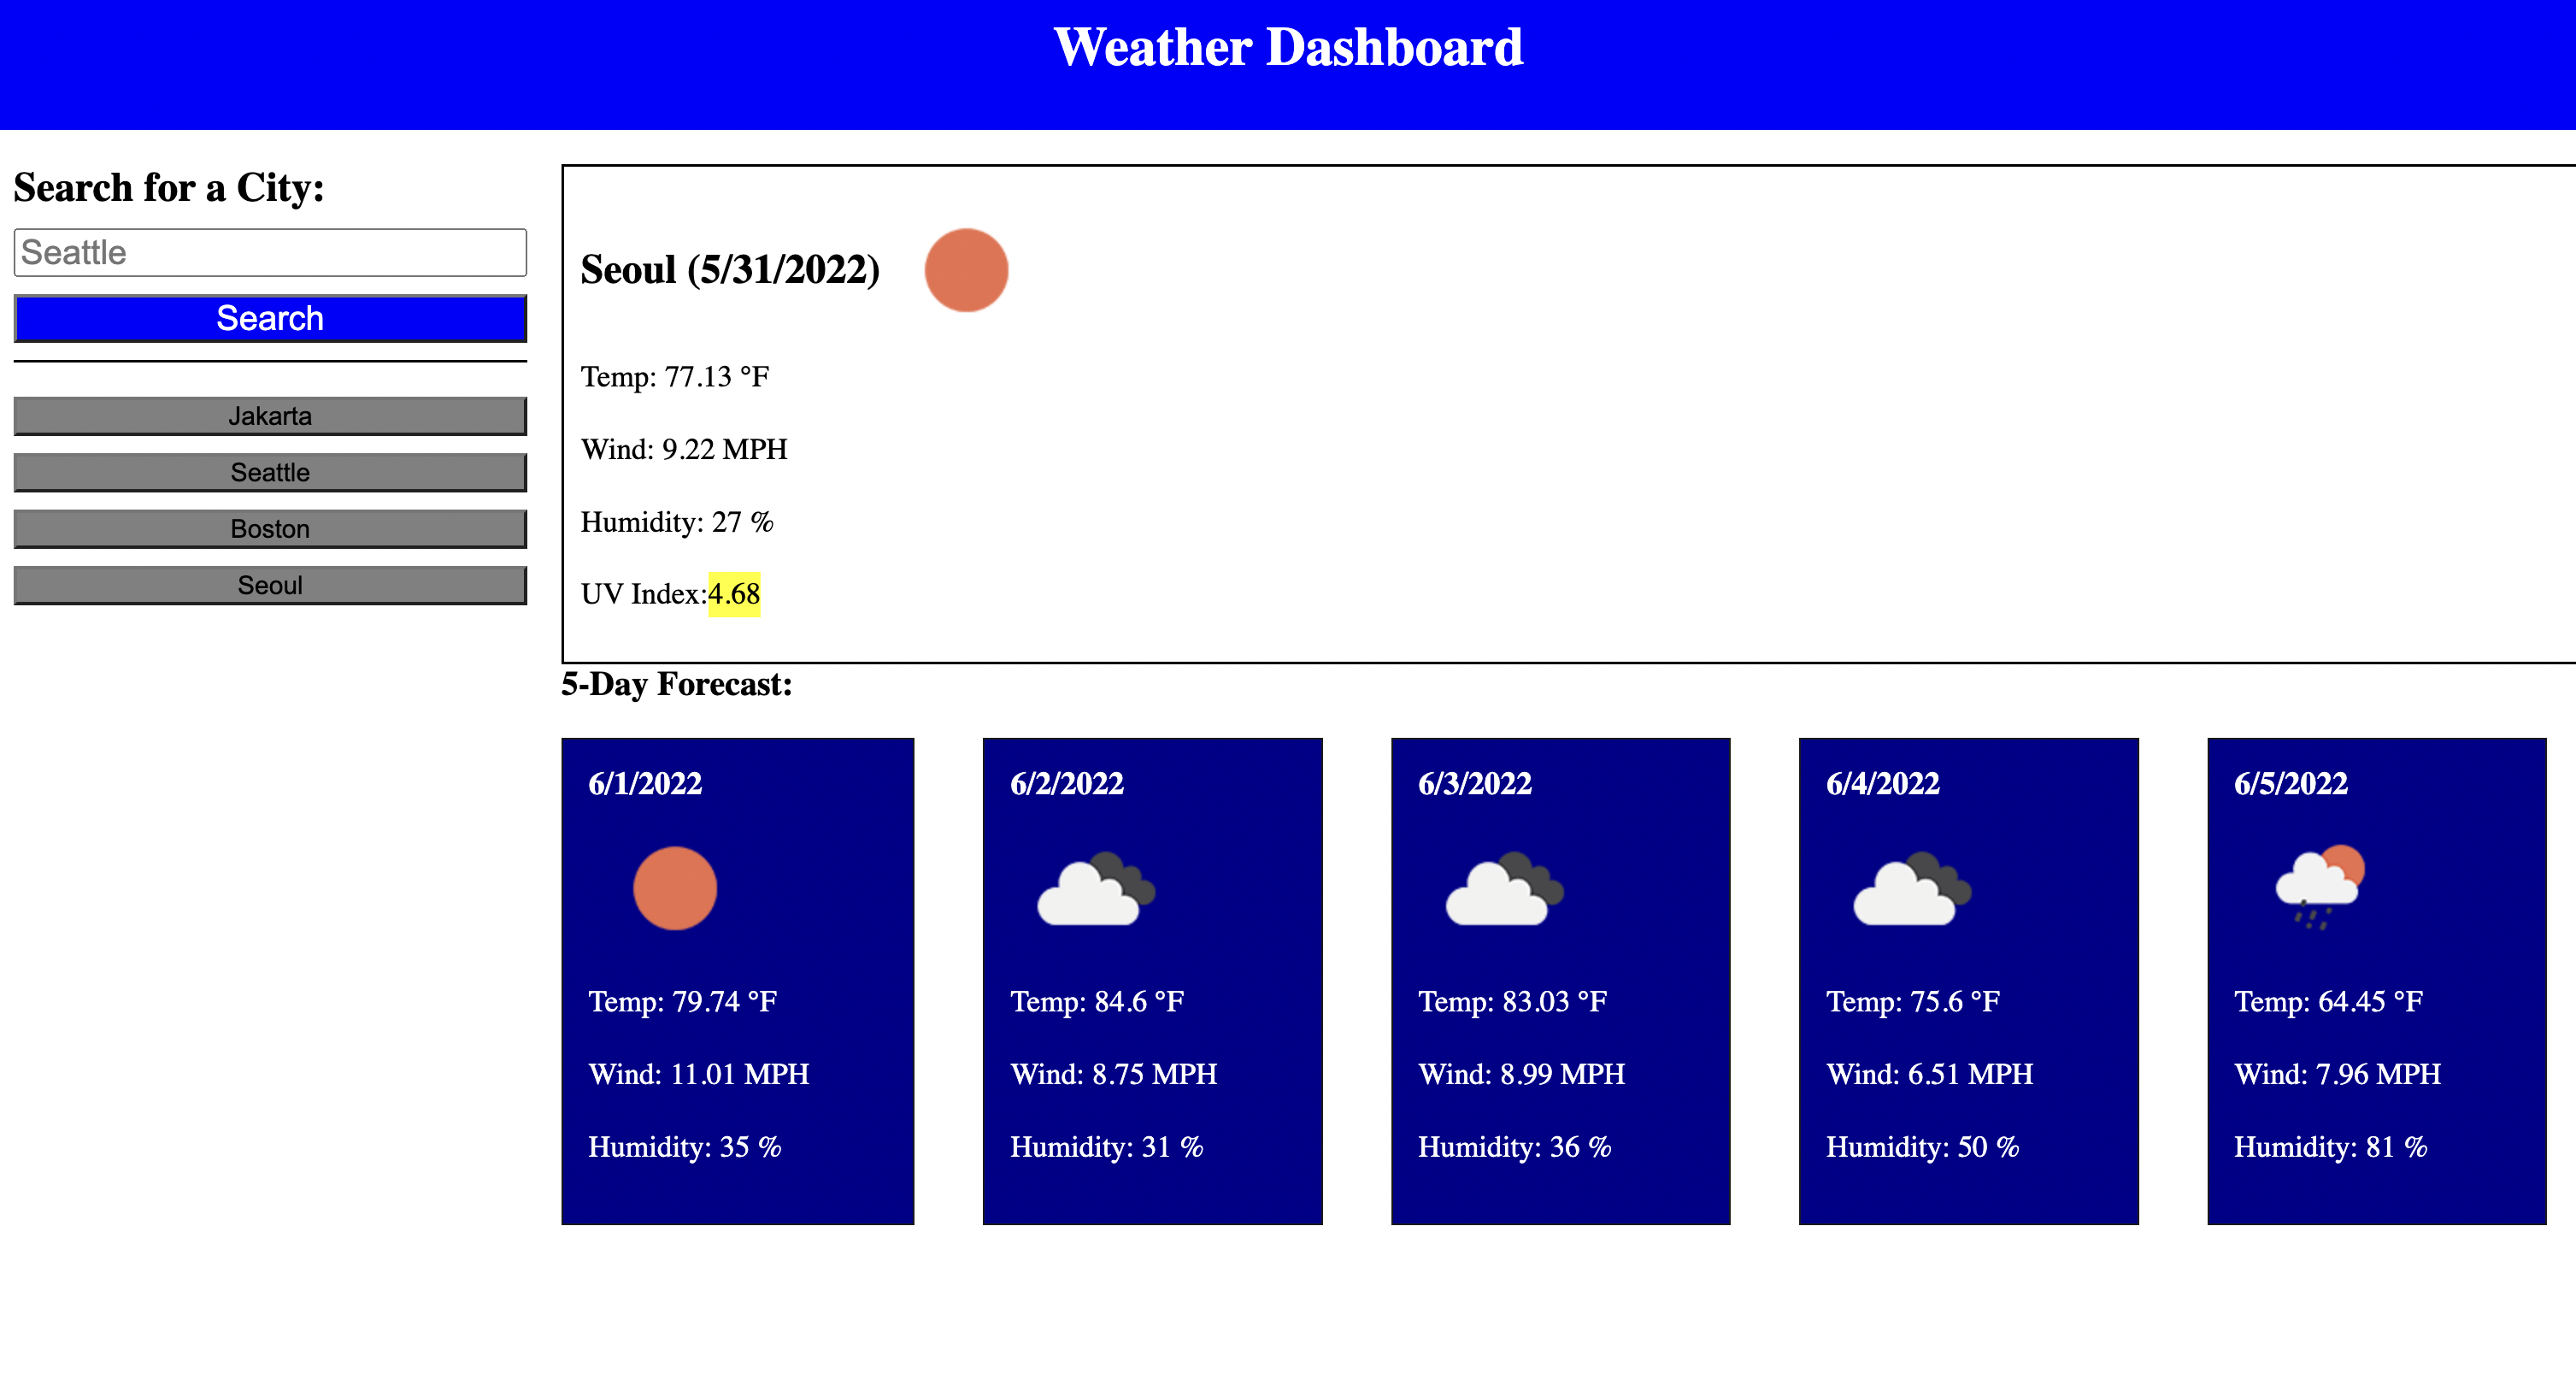 Weather Dashboard
Search for a City:
Seattle
Search
Jakarta
Seattle
Boston
Seoul
Seoul (5/31/2022)
Temp: 77.13 °F
Wind: 9.22 MPH
Humidity: 27 %
UV Index:4.68
5-Day Forecast:
6/1/2022
Temp: 79.74 °F
Wind: 11.01 MPH
Humidity: 35 %
6/2/2022
Temp: 84.6 °F
Wind: 8.75 MPH
Humidity: 31 %
6/3/2022
Temp: 83.03 °F
Wind: 8.99 MPH
Humidity: 36 %
6/4/2022
Temp: 75.6 °F
Wind: 6.51 MPH
Humidity: 50 %
6/5/2022
Temp: 64.45 °F
Wind: 7.96 MPH
Humidity: 81 %